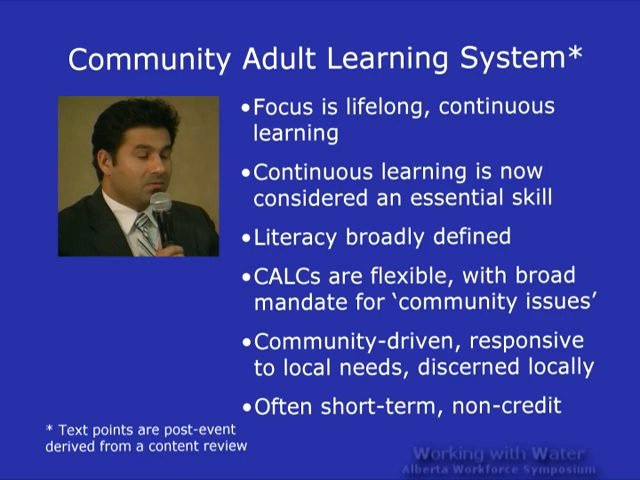 Community Adult Learning System*
•Focus is lifelong, continuous
learning
•Continuous learning is now
considered an essential skill
•Literacy broadly defined
•CALCs are flexible, with broad
mandate for ‘community issues’
•Community-driven, responsive
to local needs, discerned locally
•Often short-term, non-credit
* Text points are post-event
derived from a content review
Working with Water
Alberta Workforce Symposium